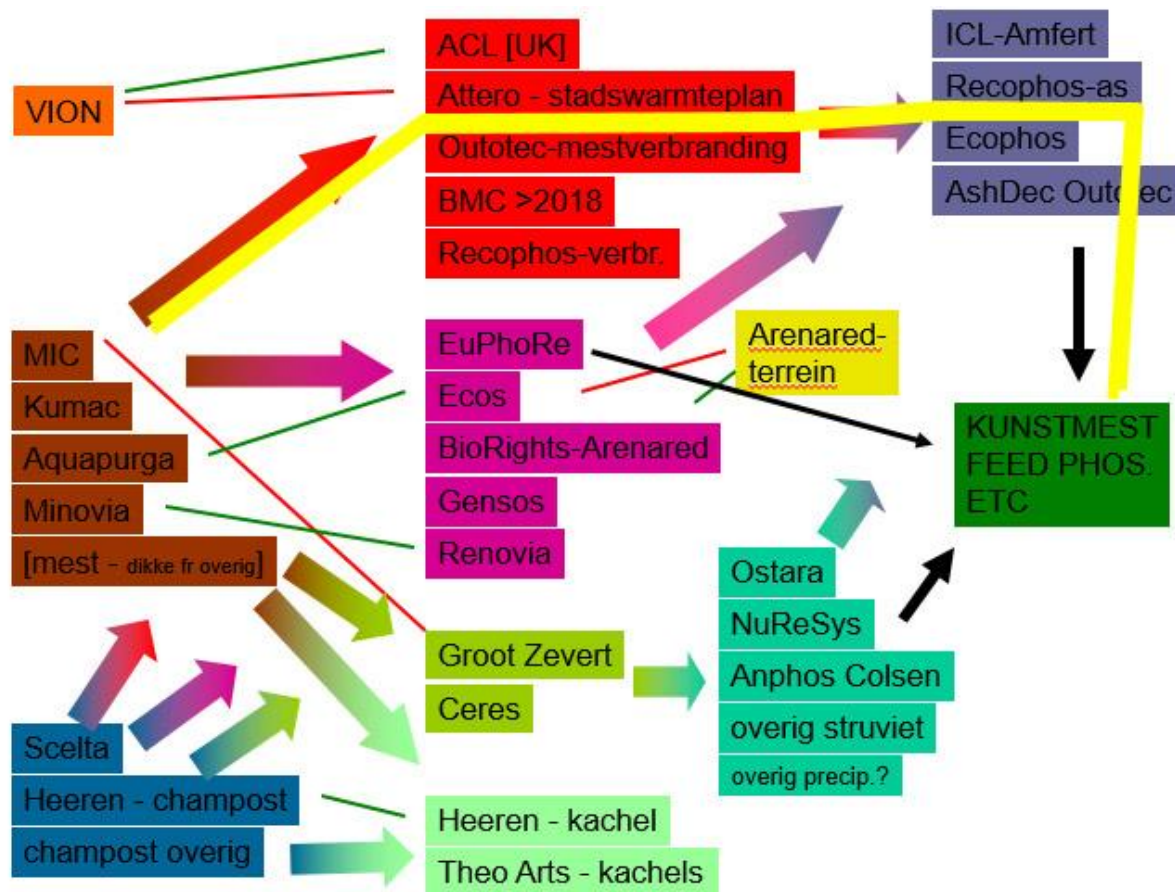 VION
ACL [UK]
Attero - stadswarmteplan
Outotec-mestverbranding
BMC >2018
Recophos-verbr.
ICL-Amfert
Recophos-as
Ecophos
AshDec Outotec
MIC
Kumac
Aquapurga
Minovia
[mest - dikke fr overig]
EuPhoRe
Ecos
BioRights-Arenared
Gensos
Renovia
Arenared-
terrein
KUNSTMEST
FEED PHOS.
ETC
Groot Zevert
Ceres
Ostara
NuReSys
Anphos Colsen
overig struviet
overig precip.?
Scelta
Heeren - champost
champost overig
Heeren - kachel
Theo Arts - kachels